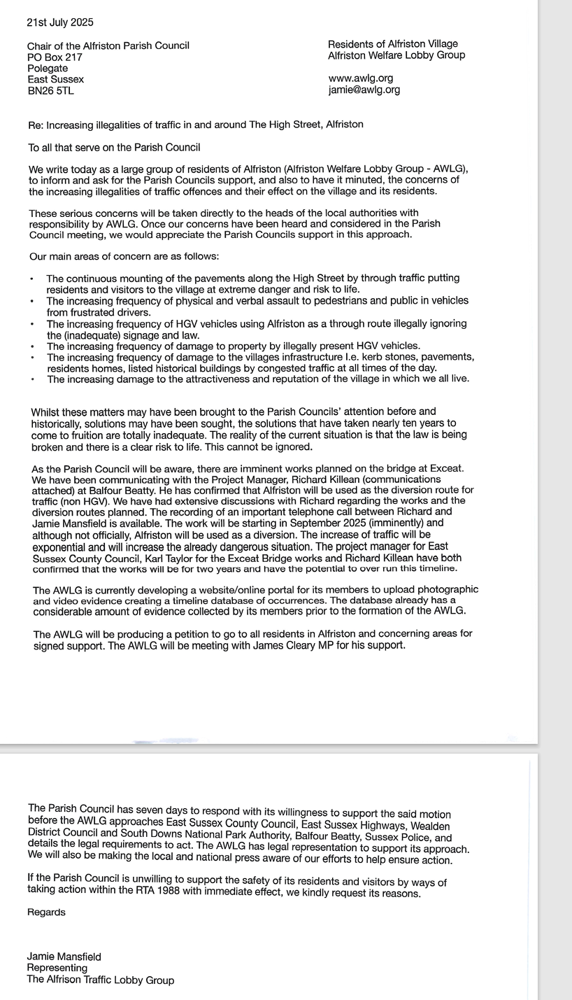 21st July 2025
Chair of the Alfriston Parish Council
PO Box 217
Polegate
East Sussex
BN26 5TL
Residents of Alfriston Village
Alfriston Welfare Lobby Group
www.awlg.org
jamie@awlg.org
Re: Increasing illegalities of traffic in and around The High Street, Alfriston
To all that serve on the Parish Council
We write today as a large group of residents of Alfriston (Alfriston Welfare Lobby Group - AWLG),
to inform and ask for the Parish Councils support, and also to have it minuted, the concerns of
the increasing illegalities of traffic offences and their effect on the village and its residents.
These serious concerns will be taken directly to the heads of the local authorities with
responsibility by AWLG. Once our concerns have been heard and considered in the Parish
Council meeting, we would appreciate the Parish Councils support in this approach.
Our main areas of concern are as follows:
• The continuous mounting of the pavements along the High Street by through traffic putting
residents and visitors to the village at extreme danger and risk to life.
• The increasing frequency of physical and verbal assault to pedestrians and public in vehicles
from frustrated drivers.
• The increasing frequency of HGV vehicles using Alfriston as a through route illegally ignoring
the (inadequate) signage and law.
• The increasing frequency of damage to property by illegally present HGV vehicles.
• The increasing frequency of damage to the villages infrastructure I.e. kerb stones, pavements,
residents homes, listed historical buildings by congested traffic at all times of the day.
• The increasing damage to the attractiveness and reputation of the village in which we all live.
Whilst these matters may have been brought to the Parish Councils' attention before and
historically, solutions may have been sought, the solutions that have taken nearly ten years to
come to fruition are totally inadequate. The reality of the current situation is that the law is being
broken and there is a clear risk to life. This cannot be ignored.
As the Parish Council will be aware, there are imminent works planned on the bridge at Exceat.
We have been communicating with the Project Manager, Richard Killean (communications
attached) at Balfour Beatty. He has confirmed that Alfriston will be used as the diversion route for
traffic (non HGV). We have had extensive discussions with Richard regarding the works and the
diversion routes planned. The recording of an important telephone call between Richard and
Jamie Mansfield is available. The work will be starting in September 2025 (imminently) and
although not officially, Alfriston will be used as a diversion. The increase of traffic will be
exponential and will increase the already dangerous situation. The project manager for East
Sussex County Council, Karl Taylor for the Exceat Bridge works and Richard Killean have both
confirmed that the works will be for two years and have the potential to over run this timeline.
The AWLG is currently developing a website/online portal for its members to upload photographic
and video evidence creating a timeline database of occurrences. The database already has a
considerable amount of evidence collected by its members prior to the formation of the AWLG.
The AWLG will be producing a petition to go to all residents in Alfriston and concerning areas for
signed support. The AWLG will be meeting with James Cleary MP for his support.
The Parish Council has seven days to respond with its willingness to support the said motion
before the AWLG approaches East Sussex County Council, East Sussex Highways, Wealden
District Council and South Downs National Park Authority, Balfour Beatty, Sussex Police, and
details the legal requirements to act. The AWLG has legal representation to support its approach.
We will also be making the local and national press aware of our efforts to help ensure action.
If the Parish Council is unwilling to support the safety of its residents and visitors by ways of
taking action within the RTA 1988 with immediate effect, we kindly request its reasons.
Regards
Jamie Mansfield
Representing
The Alfrison Traffic Lobby Group